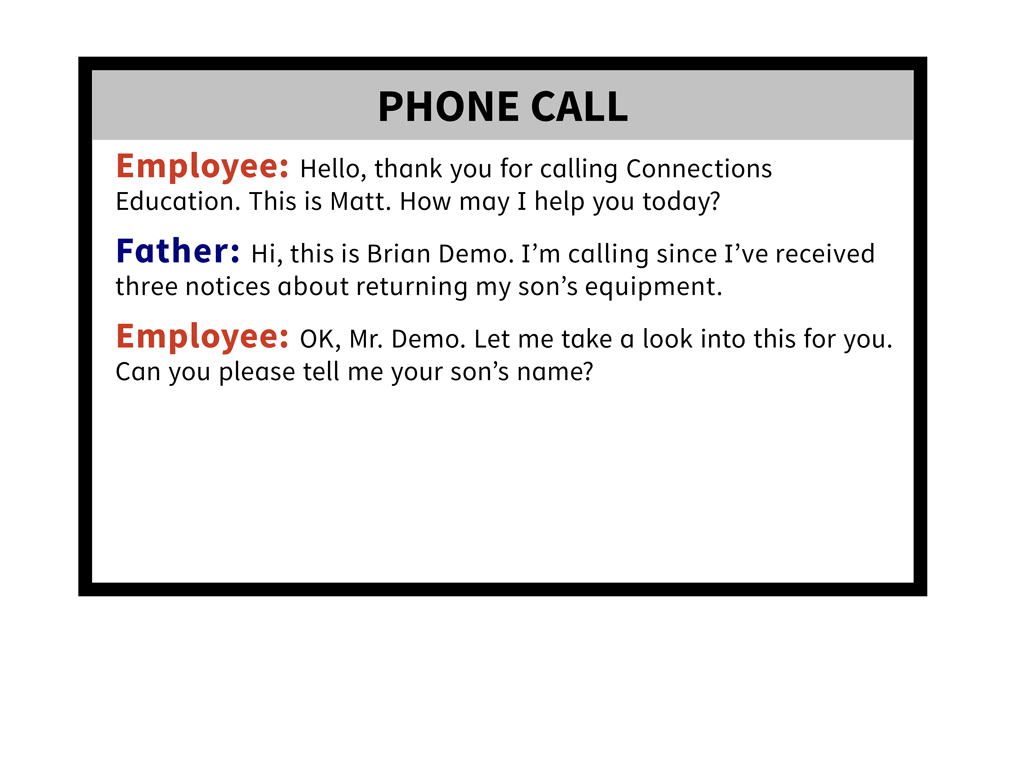 PHONE CALL
Employee: Hello, thank you for calling Connections
Education. This is Matt. How may I help you today?
Father: Hi, this is Brian Demo. I’m calling since I’ve received
three notices about returning my son’s equipment.
Employee: OK, Mr. Demo. Let me take a look into this for you.
Can you please tell me your son’s name?